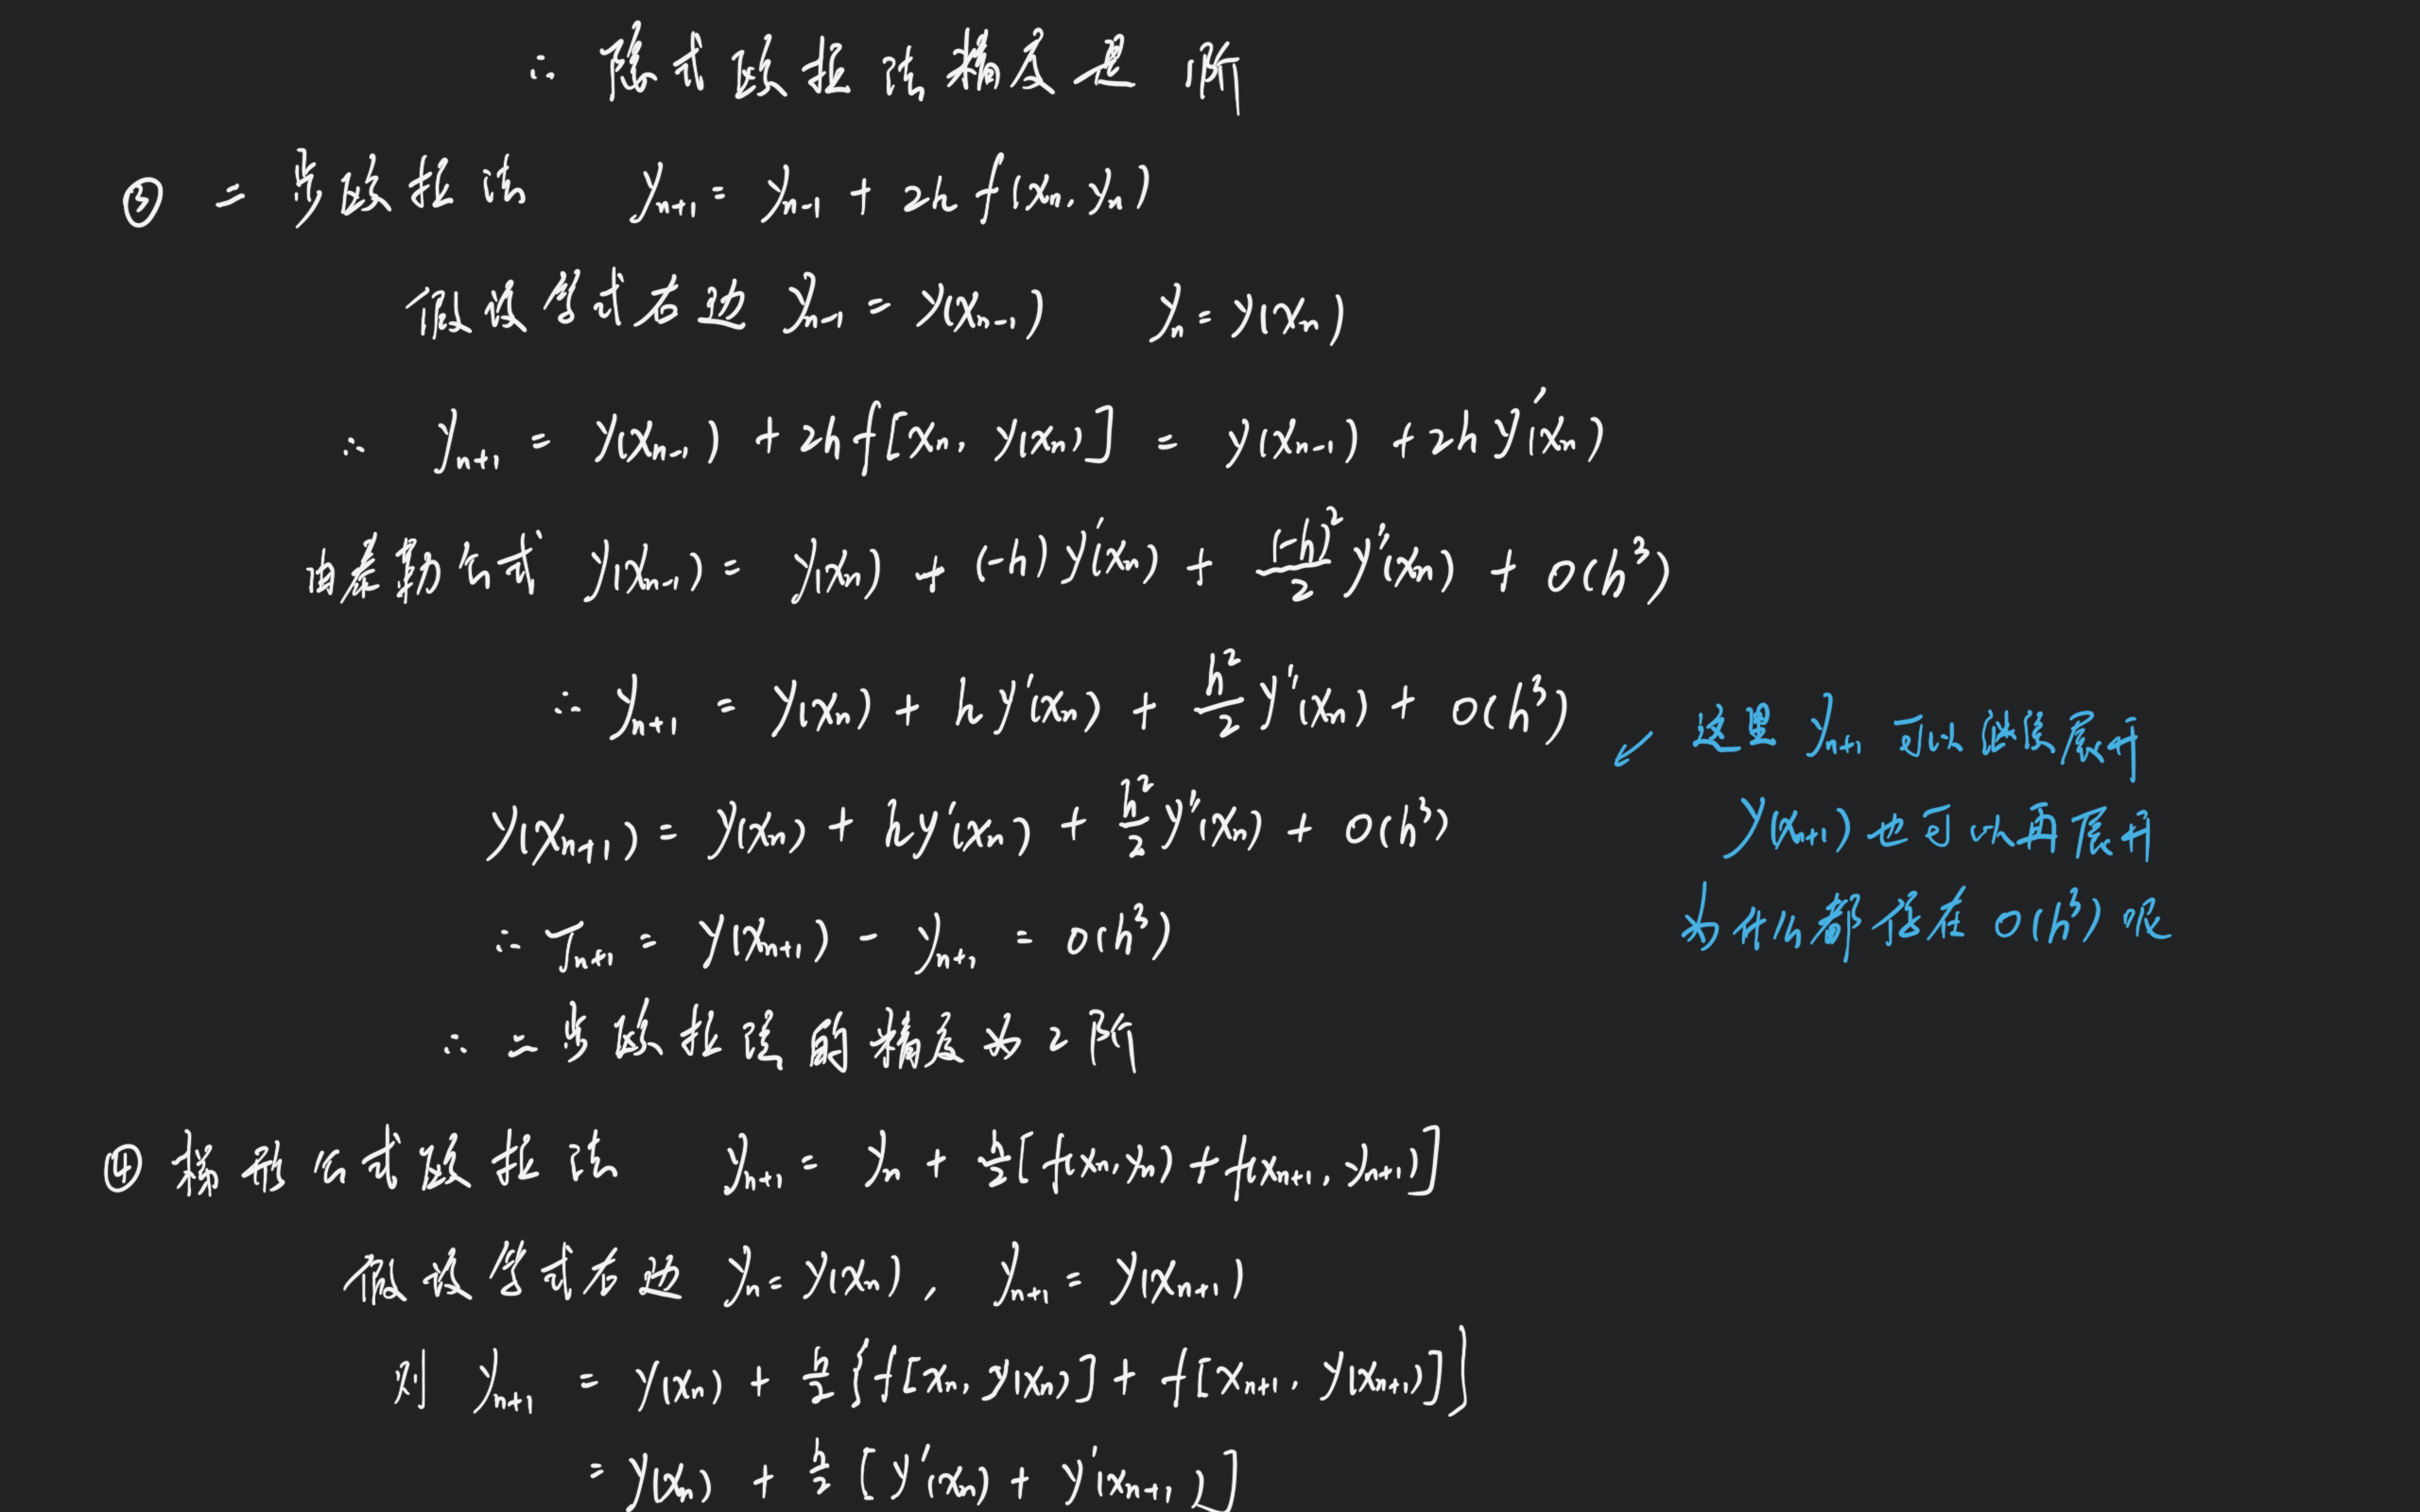 ∴ 隐式欧拉法精度是 1阶
③ 二步欧拉法 y_{n+1} = y_{n-1} + 2h f(x_n, y_n)
假设等式右边 y_{n-1} = y(x_{n-1}) y_n = y(x_n)
∴ y_{n+1} = y(x_{n-1}) + 2h f[x_n, y(x_n)] = y(x_{n-1}) + 2h y'(x_n)
由泰勒公式 y(x_{n-1}) = y(x_n) + (-h) y'(x_n) + \frac{(-h)^2}{2} y''(x_n) + O(h^3)
∴ y_{n+1} = y(x_n) + h y'(x_n) + \frac{h^2}{2} y''(x_n) + O(h^3)
y(x_{n+1}) = y(x_n) + h y'(x_n) + \frac{h^2}{2} y''(x_n) + O(h^3)
↙ 这里 y_{n+1} 可以继续展开
y(x_{n+1}) 也可以再展开
为什么都停在 O(h^3) 呢
∴ T_{n+1} = y(x_{n+1}) - y_{n+1} = O(h^3)
∴ 二步欧拉法的精度为2阶
④ 梯形公式欧拉法 y_{n+1} = y_n + \frac{h}{2}[f(x_n, y_n) + f(x_{n+1}, y_{n+1})]
假设等式右边 y_n = y(x_n), y_{n+1} = y(x_{n+1})
则 y_{n+1} = y(x_n) + \frac{h}{2}{f[x_n, y(x_n)] + f[x_{n+1}, y(x_{n+1})]}
= y(x_n) + \frac{h}{2}[y'(x_n) + y'(x_{n+1})]